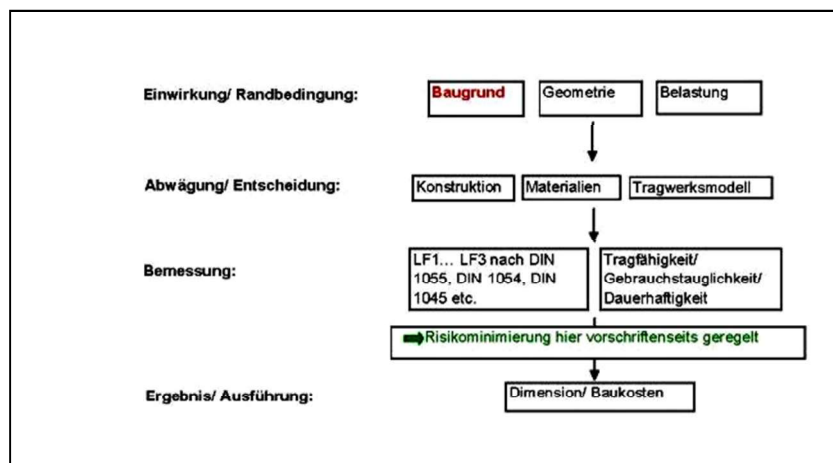 Einwirkung/ Randbedingung:
Baugrund
Geometrie
Belastung
Abwägung/ Entscheidung:
Konstruktion
Materialien
Tragwerksmodell
Bemessung:
LF1... LF3 nach DIN
1055, DIN 1054, DIN
1045 etc.
Tragfähigkeit/
Gebrauchstauglichkeit/
Dauerhaftigkeit
Risikominimierung hier vorschriftenseits geregelt
Ergebnis/ Ausführung:
Dimension/ Baukosten